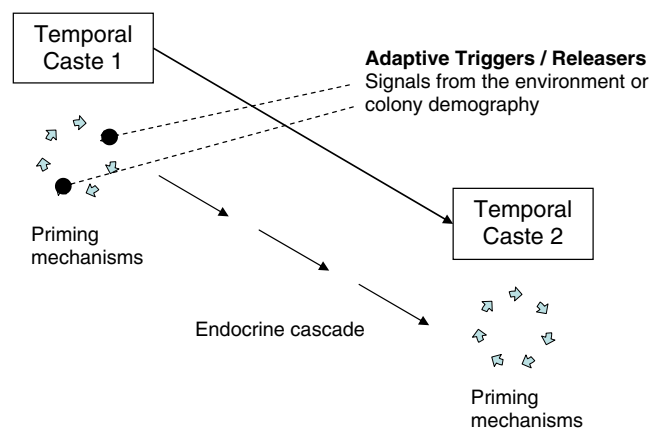 Temporal
Caste 1
Adaptive Triggers / Releasers
Signals from the environment or
colony demography
Temporal
Caste 2
Priming
mechanisms
Endocrine cascade
Priming
mechanisms